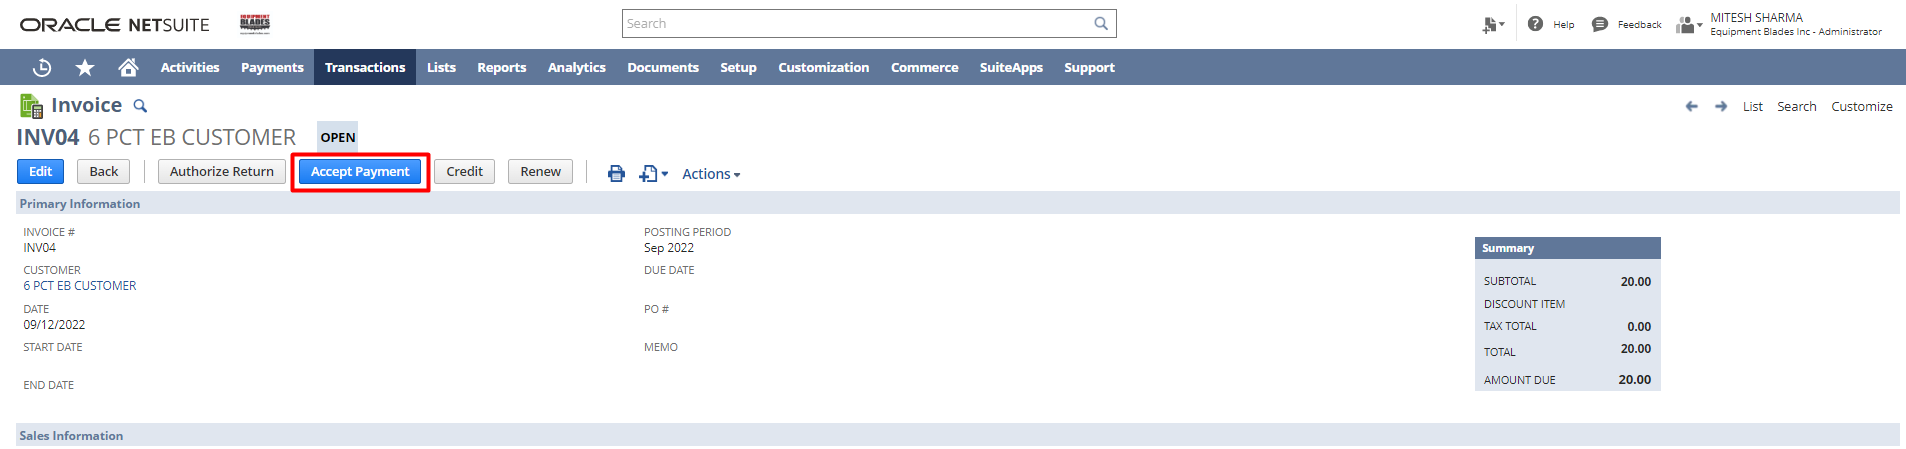 ORACLE NETSUITE
EQUIPMENT
BLADES
Search
Help
Feedback
MITESH SHARMA
Equipment Blades Inc - Administrator
Activities Payments Transactions Lists Reports Analytics Documents Setup Customization Commerce SuiteApps Support
Invoice
List Search Customize
INV04 6 PCT EB CUSTOMER OPEN
Edit Back Authorize Return Accept Payment Credit Renew Actions
Primary Information
INVOICE #
INV04
CUSTOMER
6 PCT EB CUSTOMER
DATE
09/12/2022
START DATE
END DATE
POSTING PERIOD
Sep 2022
DUE DATE
PO #
MEMO
Summary
SUBTOTAL 20.00
DISCOUNT ITEM
TAX TOTAL 0.00
TOTAL 20.00
AMOUNT DUE 20.00
Sales Information